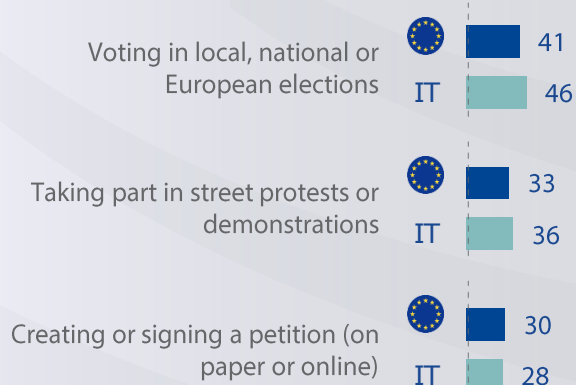 Voting in local, national or
European elections
41
IT
46
Taking part in street protests or
demonstrations
33
IT
36
Creating or signing a petition (on
paper or online)
30
IT
28